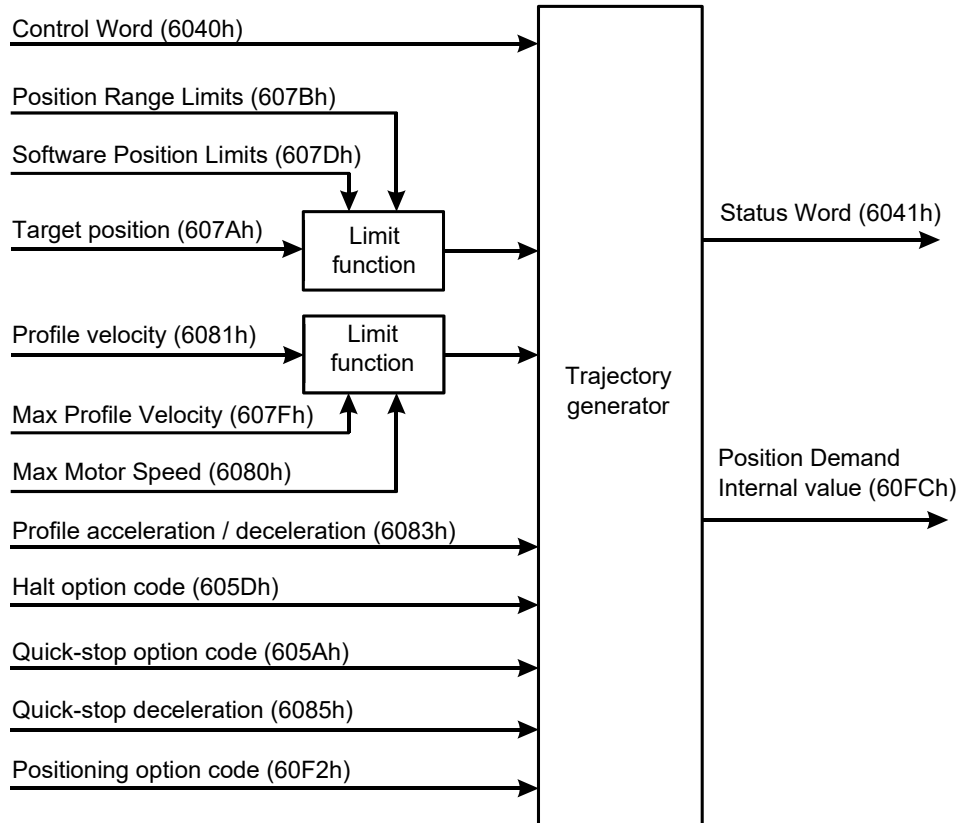 Control Word (6040h)
Position Range Limits (607Bh)
Software Position Limits (607Dh)
Target position (607Ah)
Limit
function
Profile velocity (6081h)
Limit
function
Max Profile Velocity (607Fh)
Max Motor Speed (6080h)
Profile acceleration / deceleration (6083h)
Halt option code (605Dh)
Quick-stop option code (605Ah)
Quick-stop deceleration (6085h)
Positioning option code (60F2h)
Trajectory
generator
Status Word (6041h)
Position Demand
Internal value (60FCh)